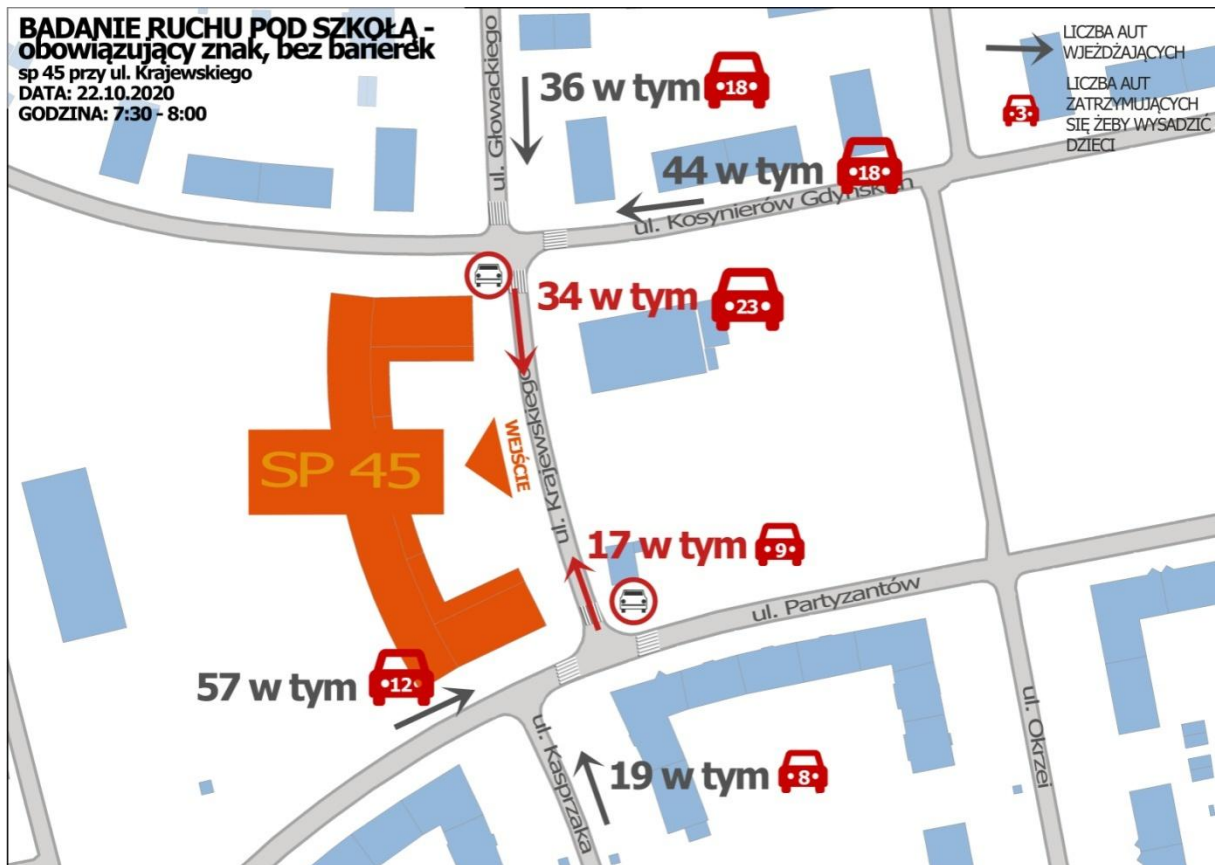 BADANIE RUCHU POD SZKOŁĄ -
obowiązujący znak, bez barierek
sp 45 przy ul. Krajewskiego
DATA: 22.10.2020
GODZINA: 7:30 - 8:00
LICZBA AUT
WJEŻDŻAJĄCYCH
3
LICZBA AUT
ZATRZYMUJĄCYCH
SIĘ ŻEBY WYSADZIĆ
DZIECI
ul. Głowackiego
36 w tym 18
44 w tym 18
ul. Kosynierów Gdyńskich
34 w tym 23
ul. Krajewskiego
WEJŚCIE
SP 45
17 w tym 9
ul. Partyzantów
57 w tym 12
ul. Kasprzaka
19 w tym 8
ul. Okrzei